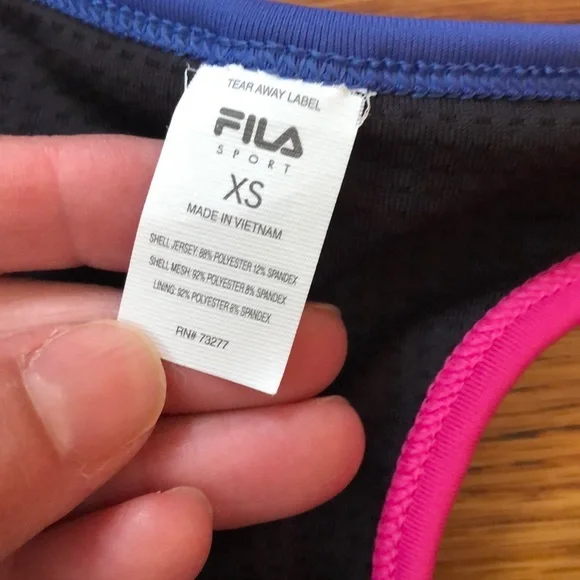 TEAR AWAY LABEL
FILA
SPORT
XS
MADE IN VIETNAM
SHELL JERSEY: 88% POLYESTER 12% SPANDEX
SHELL MESH: 92% POLYESTER 8% SPANDEX
LINING: 92% POLYESTER 8% SPANDEX
RN# 73277